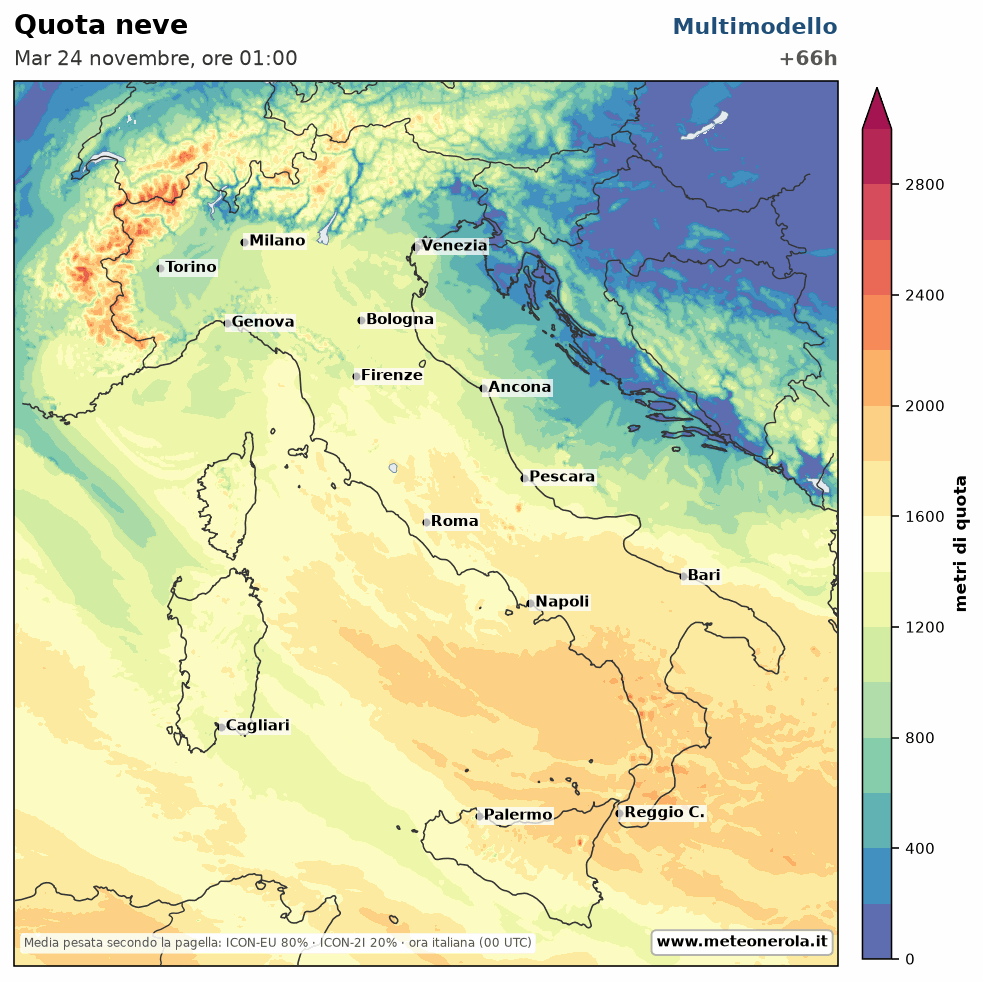 Quota neve
Multimodello
Mar 24 novembre, ore 01:00
+66h
Milano
Venezia
Torino
Genova
Bologna
Firenze
Ancona
Pescara
Roma
Bari
Napoli
Cagliari
Palermo
Reggio C.
2800
2400
2000
1600
1200
800
400
0
metri di quota
Media pesata secondo la pagella: ICON-EU 80% · ICON-2I 20% · ora italiana (00 UTC)
www.meteonerola.it